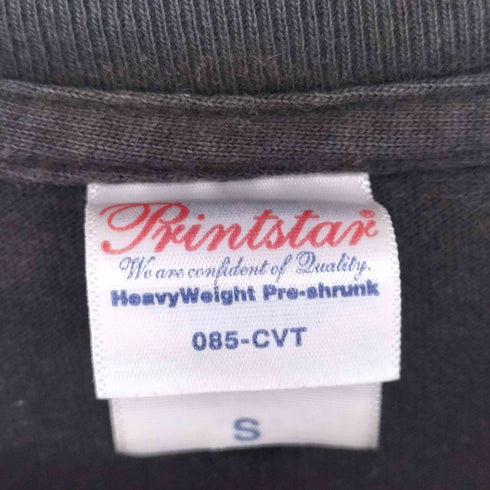 Printstar®
We are confident of Quality.
HeavyWeight Pre-shrunk
085-CVT
S